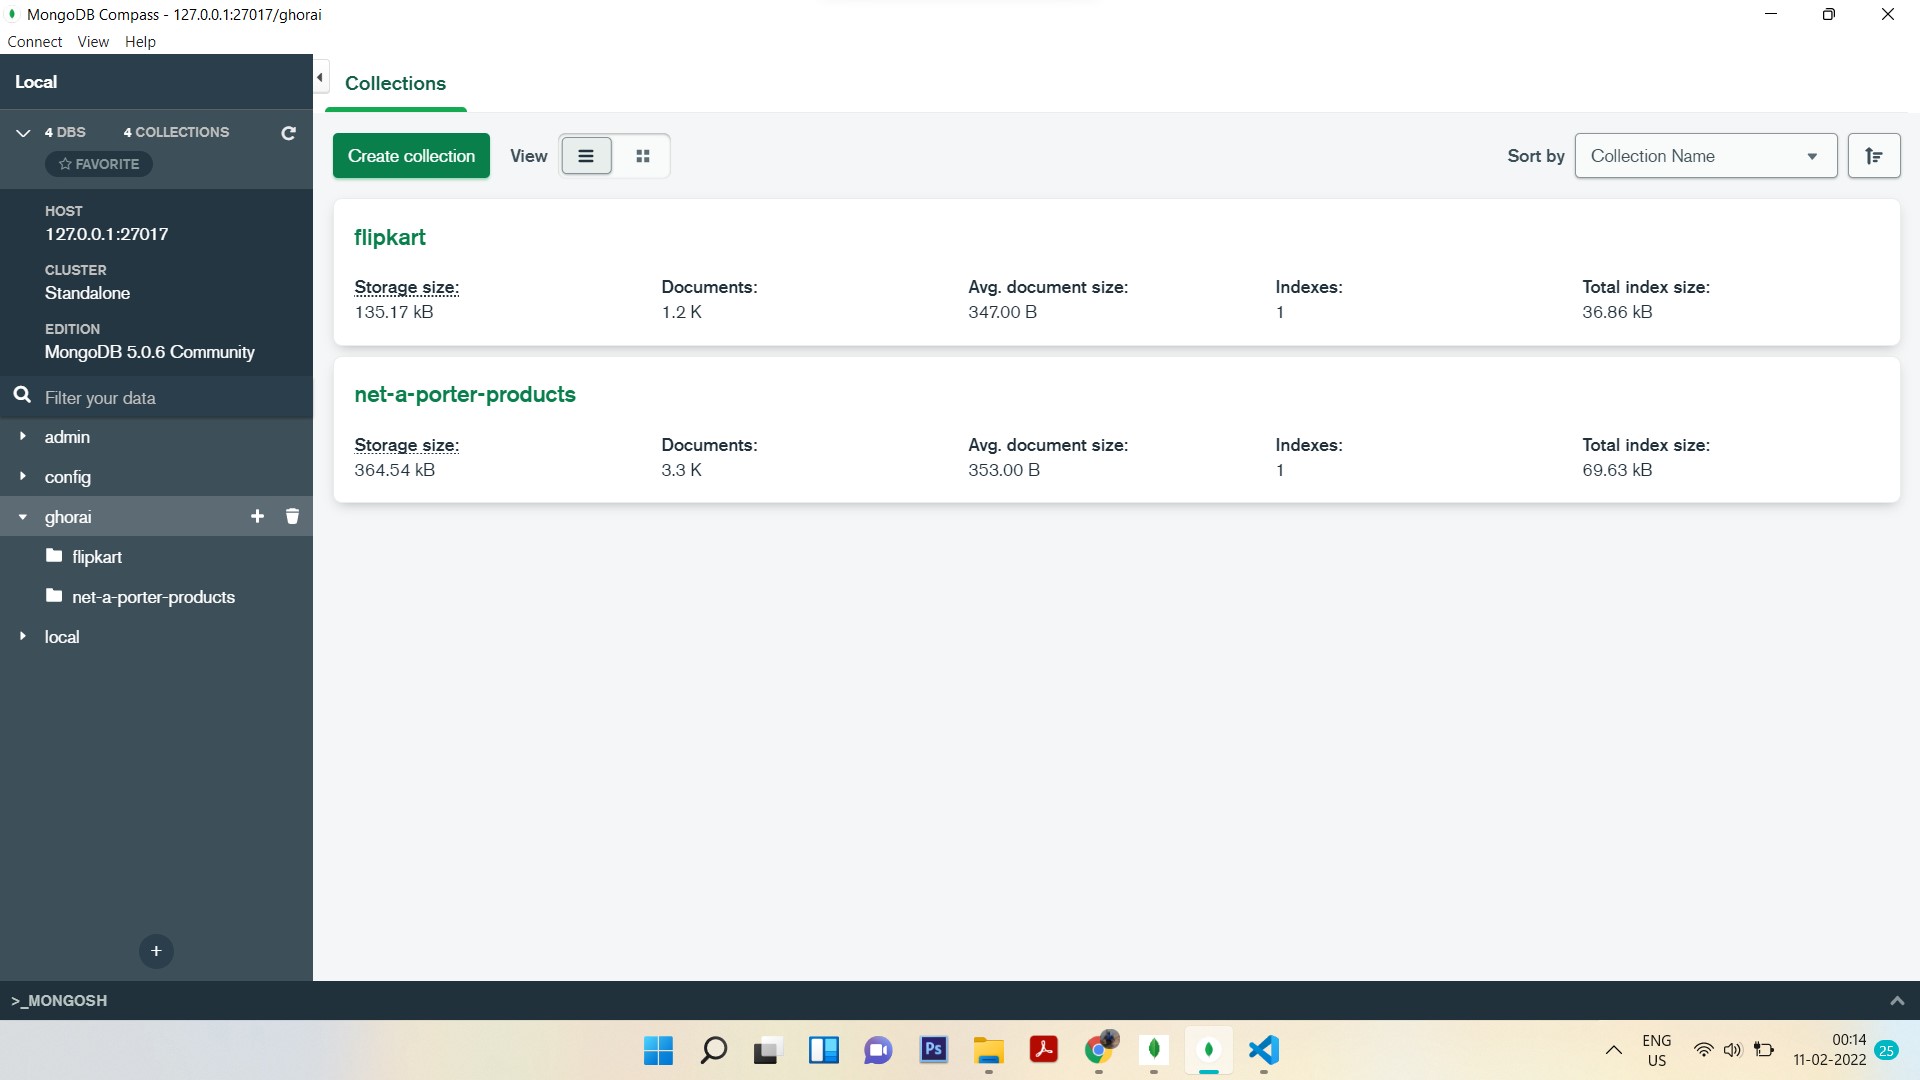 MongoDB Compass - 127.0.0.1:27017/ghorai
Connect View Help
Local
Collections
4 DBS 4 COLLECTIONS
FAVORITE
Create collection View Sort by Collection Name
HOST
127.0.0.1:27017
CLUSTER
Standalone
EDITION
MongoDB 5.0.6 Community
Filter your data
admin
config
ghorai
flipkart
net-a-porter-products
local
flipkart
Storage size: Documents: Avg. document size: Indexes: Total index size:
135.17 kB 1.2 K 347.00 B 1 36.86 kB
net-a-porter-products
Storage size: Documents: Avg. document size: Indexes: Total index size:
364.54 kB 3.3 K 353.00 B 1 69.63 kB
>_MONGOSH
Ps
ENG
US
00:14
11-02-2022
25